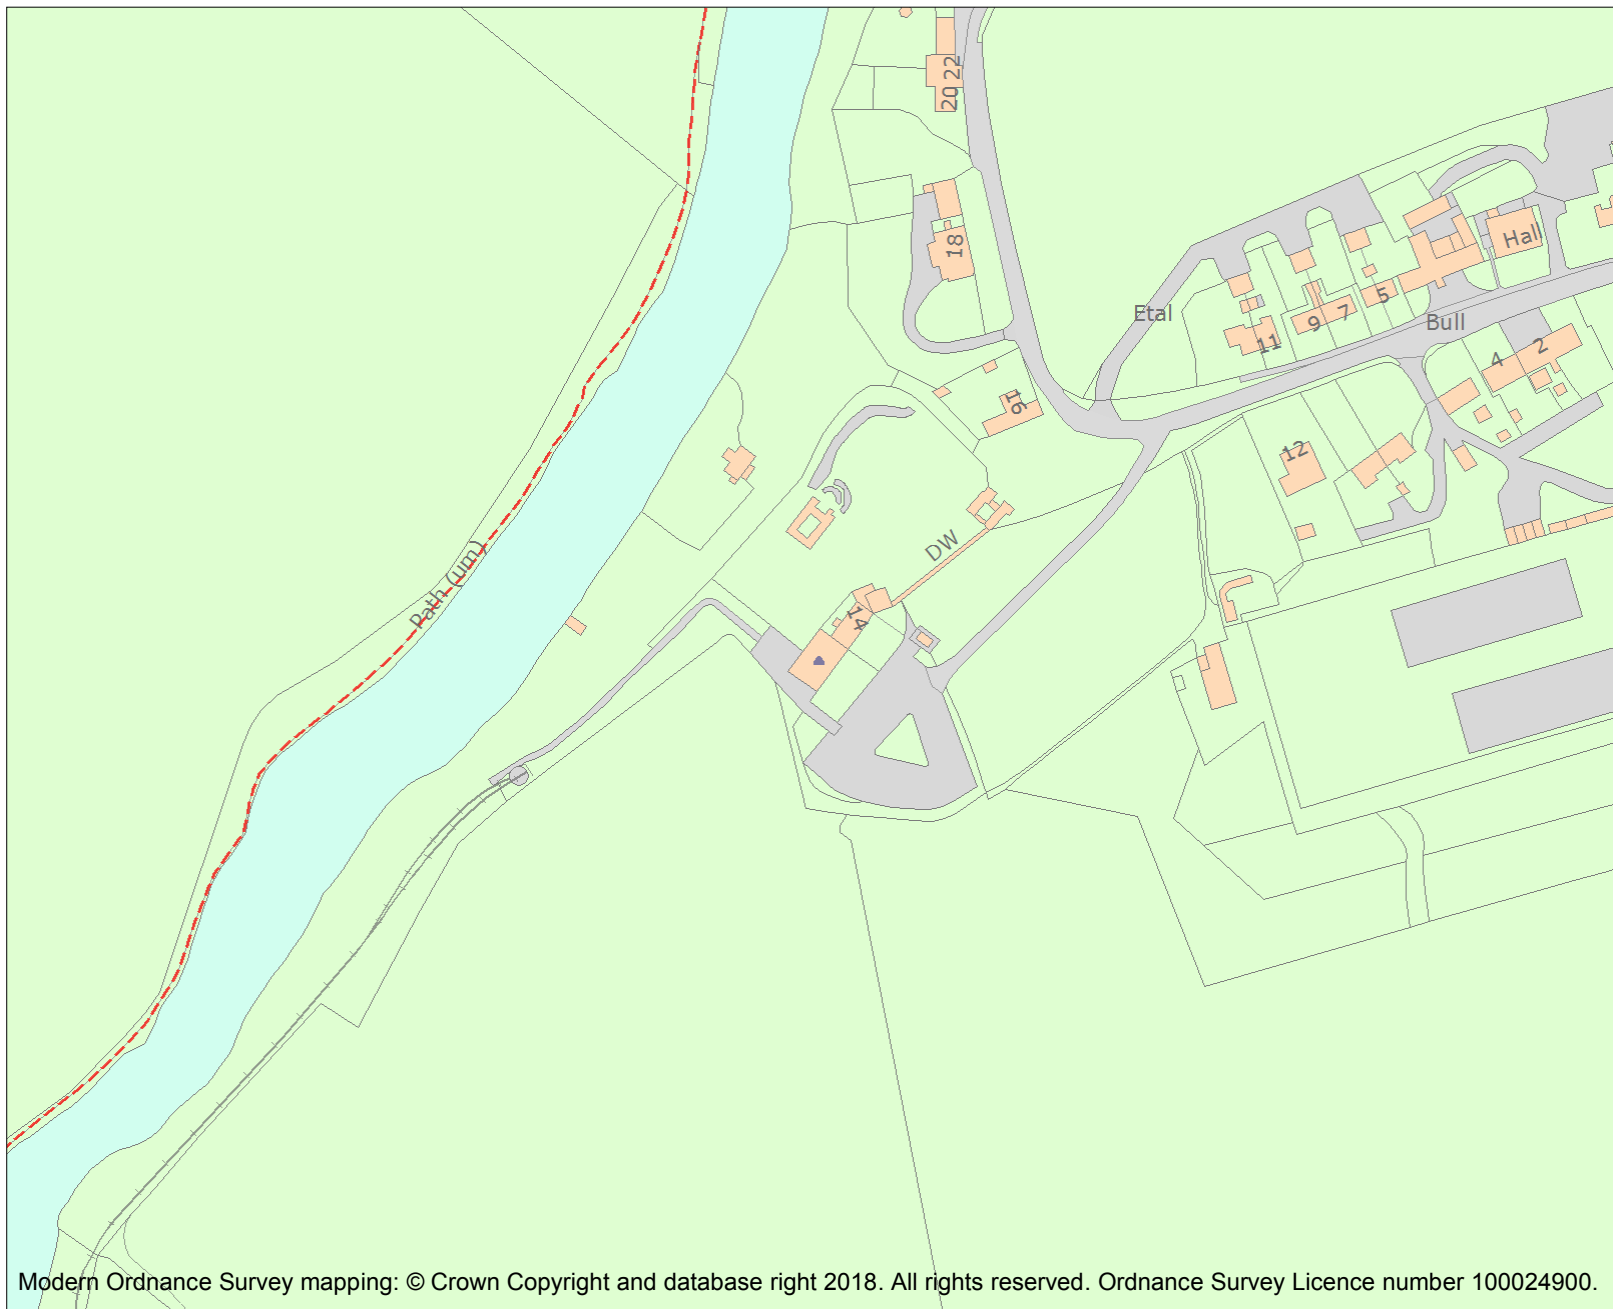 20 22
18
Hall
Etal
5
7
9
11
Bull
2
4
16
12
DW
Path (um)
14
Modern Ordnance Survey mapping: © Crown Copyright and database right 2018. All rights reserved. Ordnance Survey Licence number 100024900.